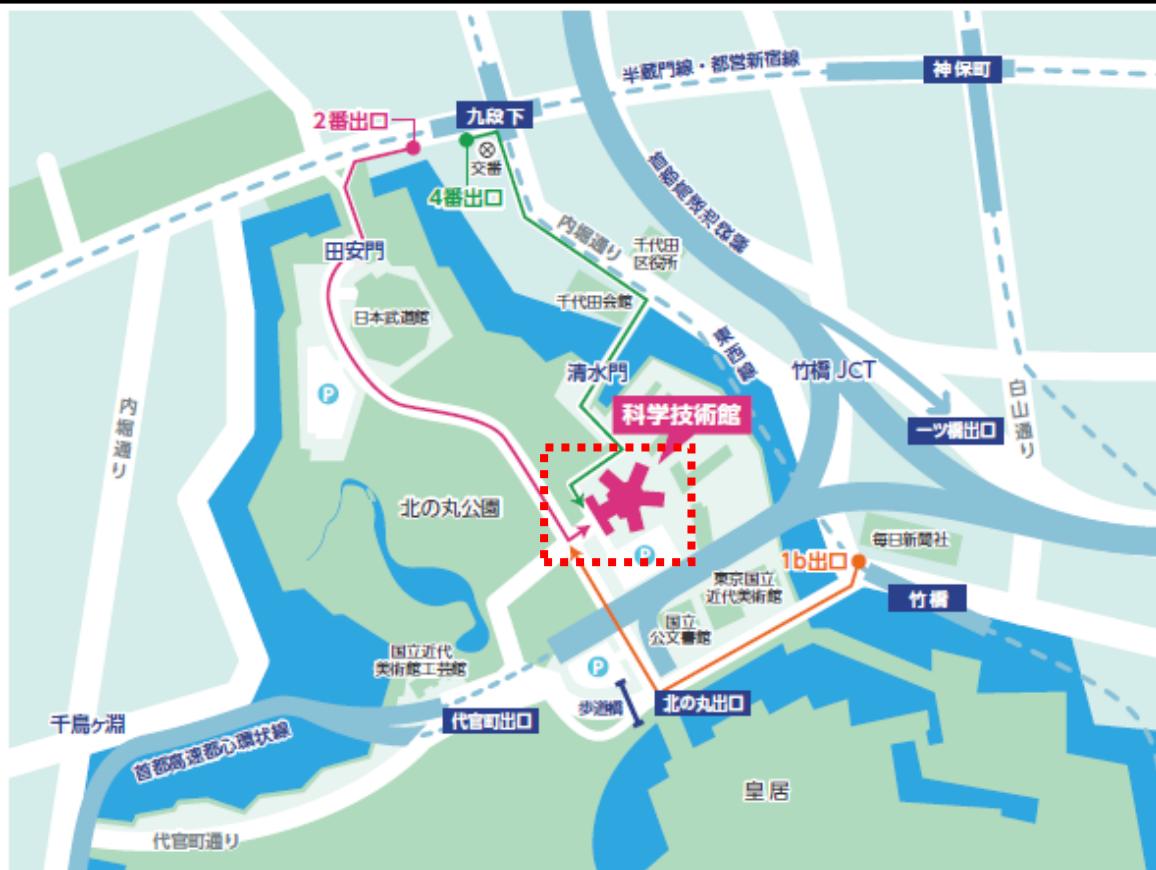 半蔵門線・都営新宿線
神保町
九段下
2番出口
交番
4番出口
首都高速池袋線
内堀通り
千代田
区役所
田安門
千代田会館
日本武道館
東西線
清水門
竹橋JCT
P
白山通り
内堀通り
科学技術館
一ツ橋出口
北の丸公園
毎日新聞社
P
1b出口
東京国立
近代美術館
竹橋
国立
公文書館
国立近代
美術館工芸館
P
歩道橋
北の丸出口
代官町出口
千鳥ヶ淵
首都高速都心環状線
皇居
代官町通り